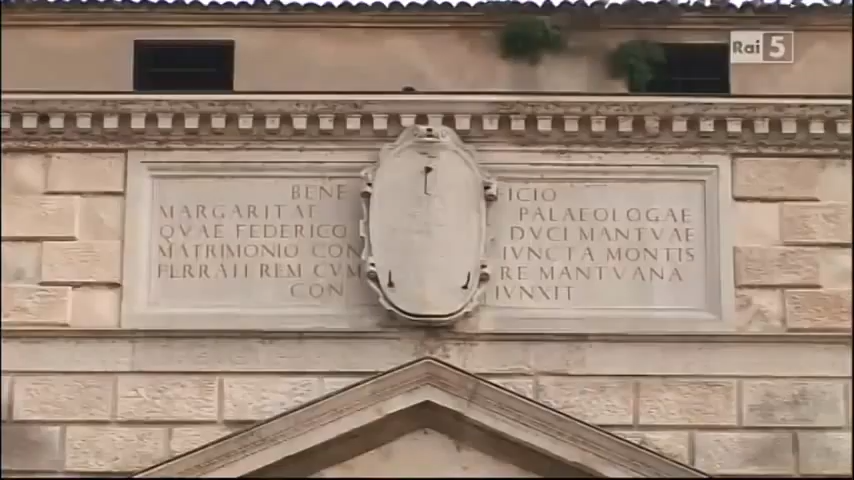 Rai 5
BENE FICIO
MARGARITAE PALAEOLOGAE
QVAE FEDERICO DVCI MANTVAE
MATRIMONIO CON IVNCTA MONTIS
FERRATI REM CVM RE MANTVANA
CON IVNXIT